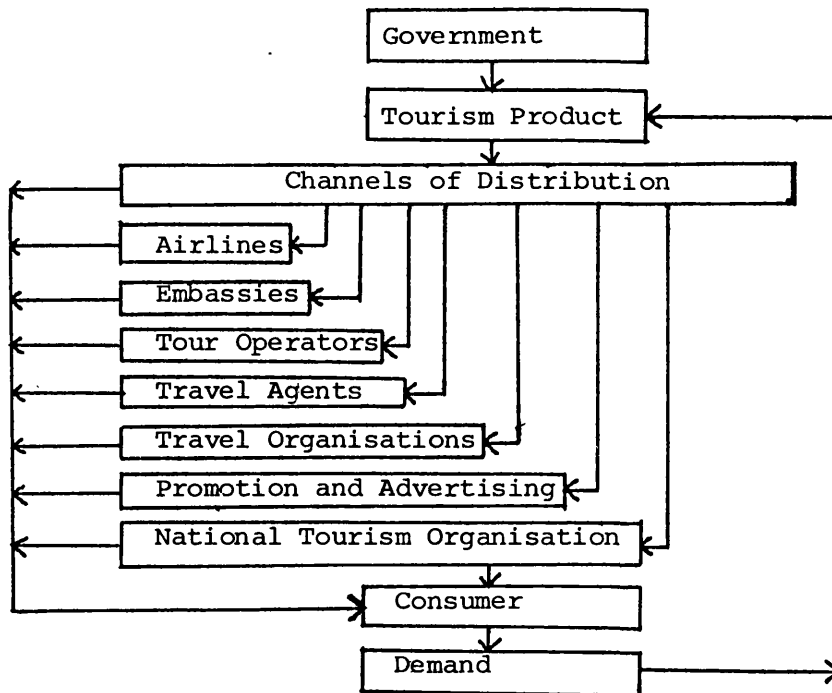 Government
Tourism Product
Channels of Distribution
Airlines
Embassies
Tour Operators
Travel Agents
Travel Organisations
Promotion and Advertising
National Tourism Organisation
Consumer
Demand